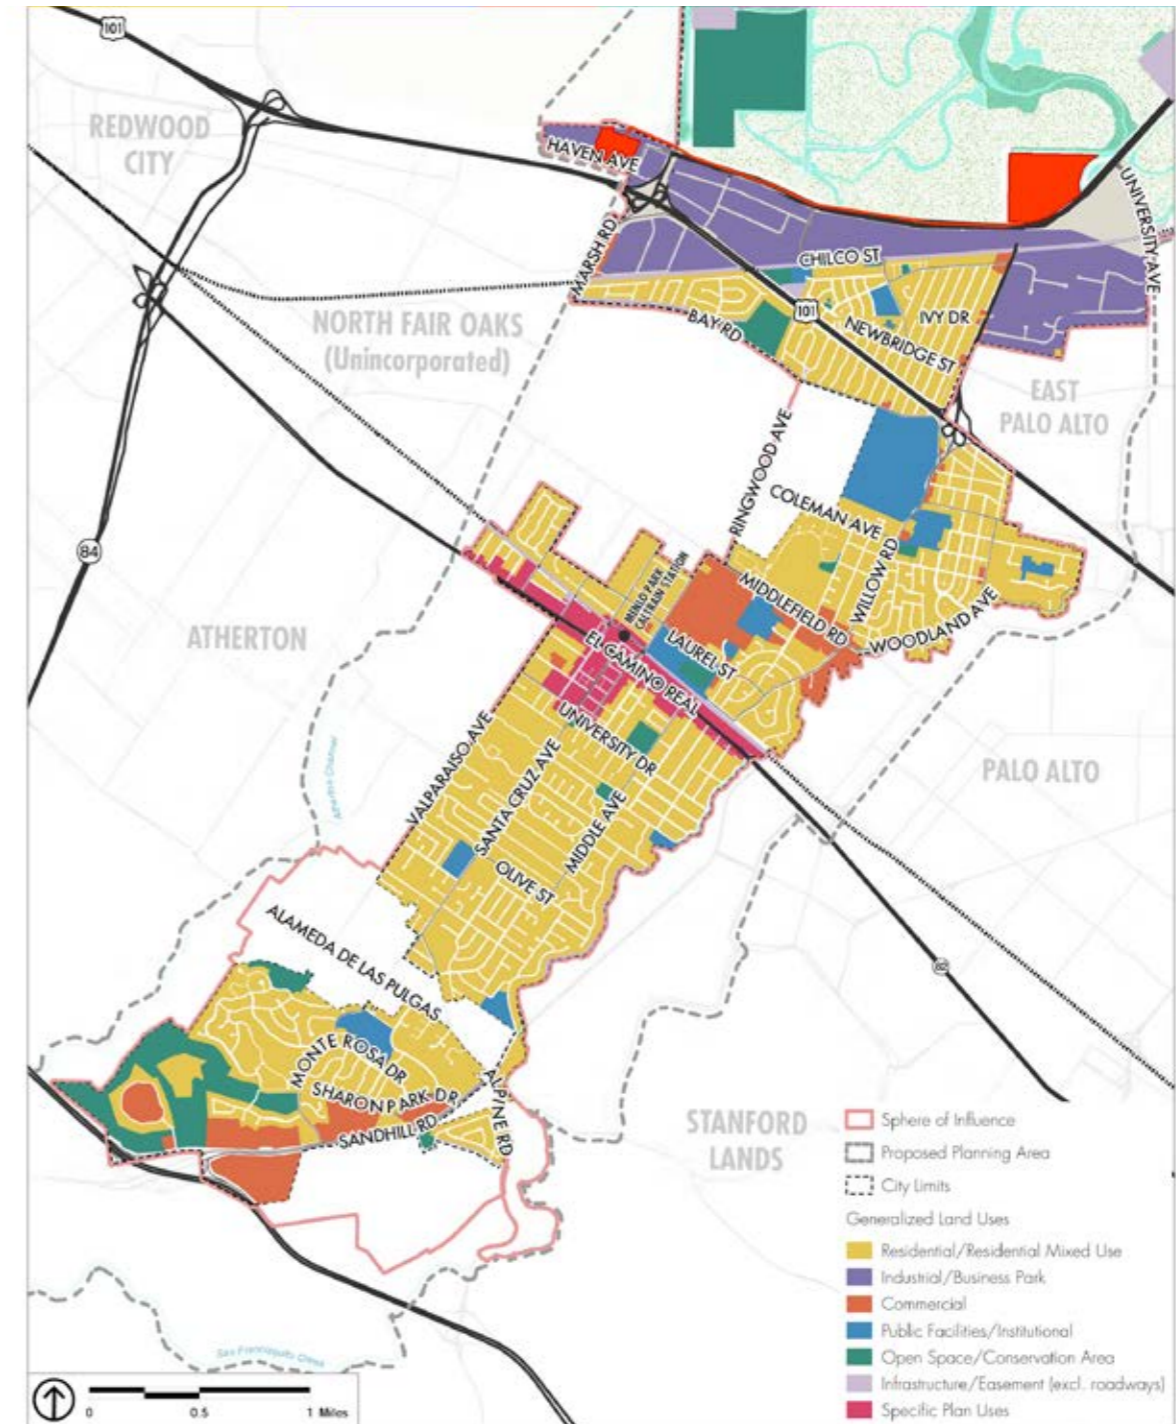 101
REDWOOD
CITY
HAVEN AVE
MARSH RD
UNIVERSITY AVE
CHILCO ST
101
NORTH FAIR OAKS
(Unincorporated)
BAY RD
IVY DR
NEWBRIDGE ST
EAST
PALO ALTO
RINGWOOD AVE
COLEMAN AVE
84
WILLOW RD
MENLO PARK
CALTRAIN STATION
MIDDLEFIELD RD
WOODLAND AVE
ATHERTON
LAUREL ST
EL CAMINO REAL
UNIVERSITY DR
VALPARAISO AVE
SANTA CRUZ AVE
MIDDLE AVE
PALO ALTO
Atherton Channel
OLIVE ST
ALAMEDA DE LAS PULGAS
82
MONTE ROSA DR
SHARON PARK DR
ALPINE RD
SANDHILL RD
STANFORD
LANDS
San Francisquito Creek
Sphere of Influence
Proposed Planning Area
City Limits
Generalized Land Uses
Residential/Residential Mixed Use
Industrial/Business Park
Commercial
Public Facilities/Institutional
Open Space/Conservation Area
Infrastructure/Easement (excl. roadways)
Specific Plan Uses
0 0.5 1 Miles